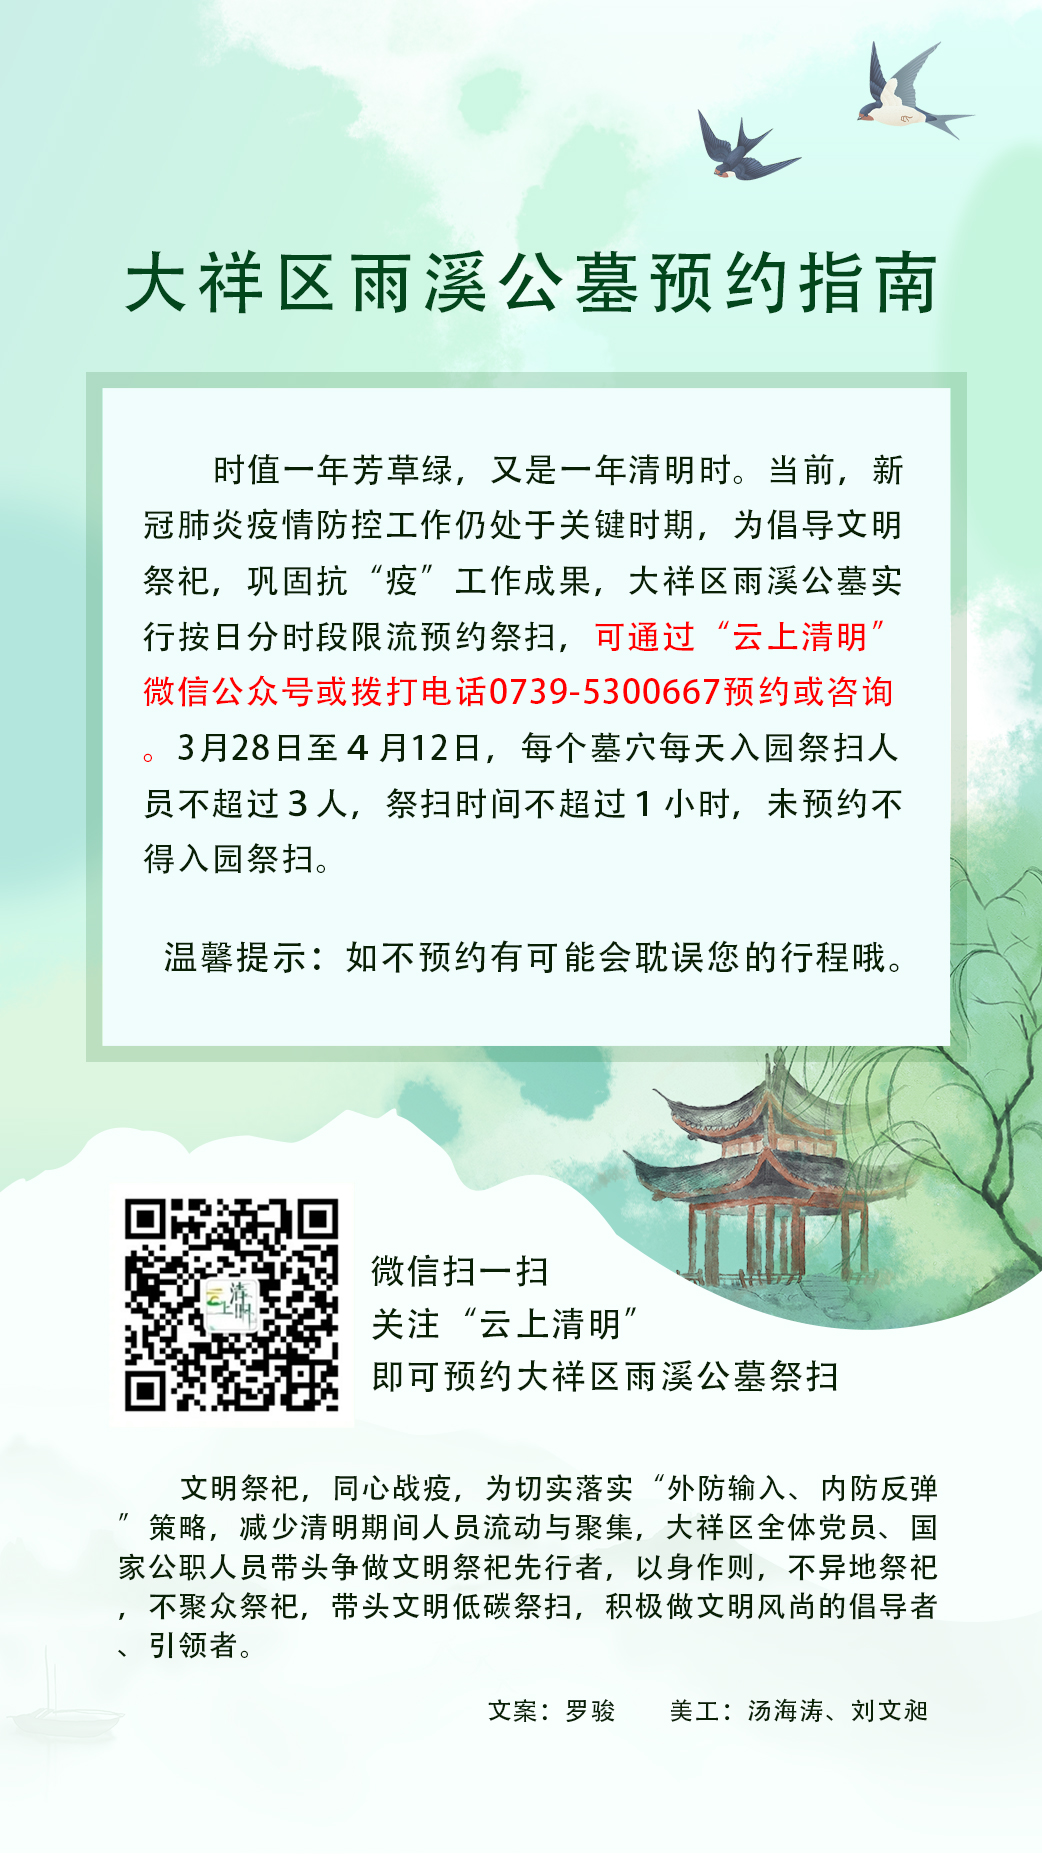 大祥区雨溪公墓预约指南
时值一年芳草绿，又是一年清明时。当前，新
冠肺炎疫情防控工作仍处于关键时期，为倡导文明
祭祀，巩固抗“疫”工作成果，大祥区雨溪公墓实
行按日分时段限流预约祭扫，可通过“云上清明”
微信公众号或拨打电话0739-5300667预约或咨询
。3月28日至４月12日，每个墓穴每天入园祭扫人
员不超过３人，祭扫时间不超过１小时，未预约不
得入园祭扫。
温馨提示：如不预约有可能会耽误您的行程哦。
云上清明
微信扫一扫
关注“云上清明”
即可预约大祥区雨溪公墓祭扫
文明祭祀，同心战疫，为切实落实“外防输入、内防反弹
”策略，减少清明期间人员流动与聚集，大祥区全体党员、国
家公职人员带头争做文明祭祀先行者，以身作则，不异地祭祀
，不聚众祭祀，带头文明低碳祭扫，积极做文明风尚的倡导者
、引领者。
文案：罗骏　　美工：汤海涛、刘文昶